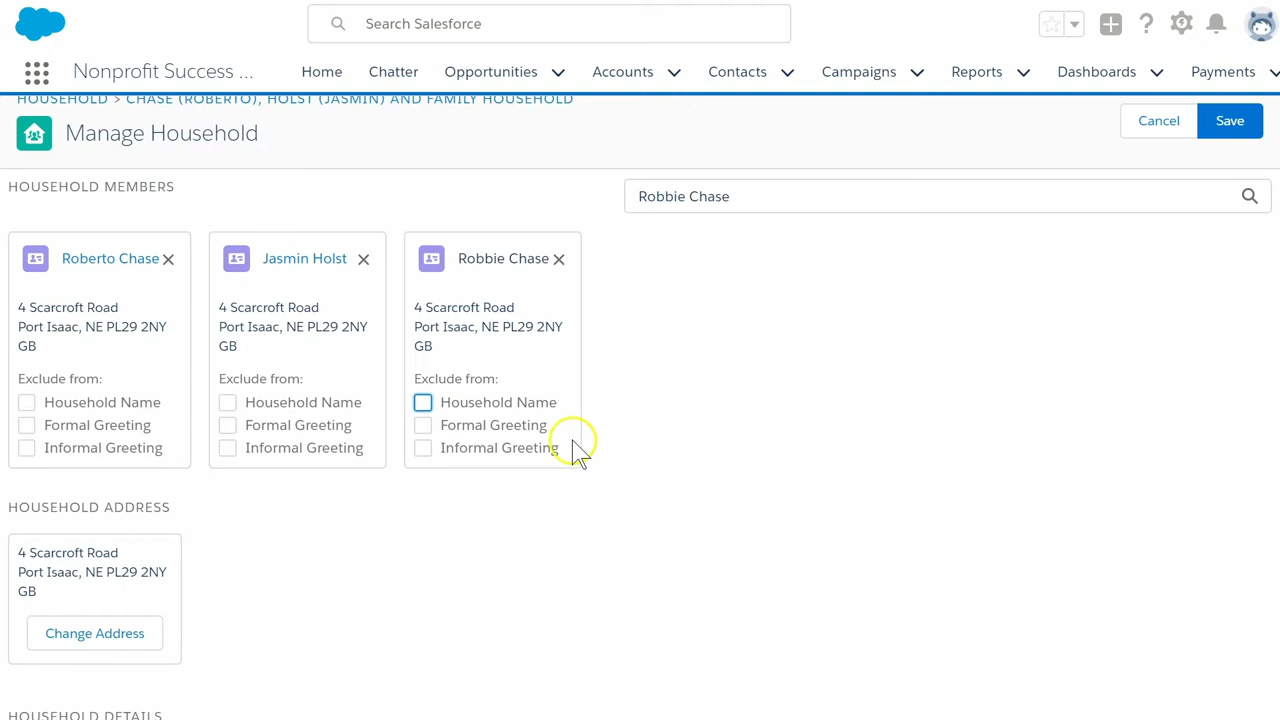 Search Salesforce
Nonprofit Success ...
Home
Chatter
Opportunities
Accounts
Contacts
Campaigns
Reports
Dashboards
Payments
HOUSEHOLD > CHASE (ROBERTO), HOLST (JASMIN) AND FAMILY HOUSEHOLD
Manage Household
Cancel
Save
HOUSEHOLD MEMBERS
Robbie Chase
Roberto Chase
4 Scarcroft Road
Port Isaac, NE PL29 2NY
GB
Exclude from:
Household Name
Formal Greeting
Informal Greeting
Jasmin Holst
4 Scarcroft Road
Port Isaac, NE PL29 2NY
GB
Exclude from:
Household Name
Formal Greeting
Informal Greeting
Robbie Chase
4 Scarcroft Road
Port Isaac, NE PL29 2NY
GB
Exclude from:
Household Name
Formal Greeting
Informal Greeting
HOUSEHOLD ADDRESS
4 Scarcroft Road
Port Isaac, NE PL29 2NY
GB
Change Address
HOUSEHOLD DETAILS